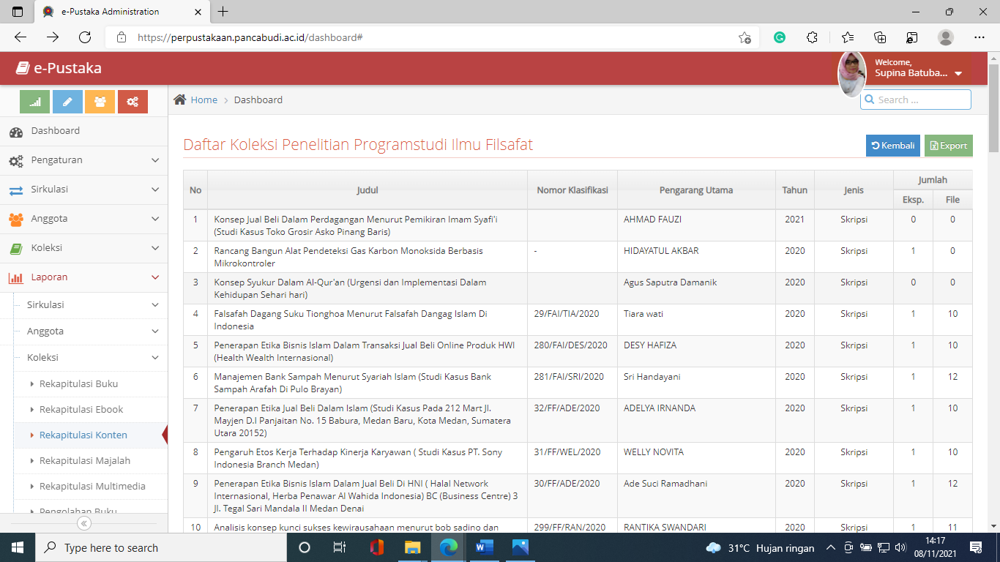 e-Pustaka Administration
https://perpustakaan.pancabudi.ac.id/dashboard#
e-Pustaka
Welcome,
Supina Batuba...
Home
Dashboard
Search ...
Dashboard
Pengaturan
Sirkulasi
Anggota
Koleksi
Laporan
Sirkulasi
Anggota
Koleksi
Rekapitulasi Buku
Rekapitulasi Ebook
Rekapitulasi Konten
Rekapitulasi Majalah
Rekapitulasi Multimedia
Pengolahan Buku
Daftar Koleksi Penelitian Programstudi Ilmu Filsafat
Kembali
Export
No Judul Nomor Klasifikasi Pengarang Utama Tahun Jenis Jumlah
Eksp. File
1 Konsep Jual Beli Dalam Perdagangan Menurut Pemikiran Imam Syafi'i AHMAD FAUZI 2021 Skripsi 0 0
(Studi Kasus Toko Grosir Asko Pinang Baris)
2 Rancang Bangun Alat Pendeteksi Gas Karbon Monoksida Berbasis - HIDAYATUL AKBAR 2020 Skripsi 1 0
Mikrokontroler
3 Konsep Syukur Dalam Al-Qur'an (Urgensi dan Implementasi Dalam Agus Saputra Damanik 2020 Skripsi 0 0
Kehidupan Sehari hari)
4 Falsafah Dagang Suku Tionghoa Menurut Falsafah Dangag Islam Di 29/FAI/TIA/2020 Tiara wati 2020 Skripsi 1 10
Indonesia
5 Penerapan Etika Bisnis Islam Dalam Transaksi Jual Beli Online Produk HWI 280/FAI/DES/2020 DESY HAFIZA 2020 Skripsi 1 10
(Health Wealth Internasional)
6 Manajemen Bank Sampah Menurut Syariah Islam (Studi Kasus Bank 281/FAI/SRI/2020 Sri Handayani 2020 Skripsi 1 12
Sampah Arafah Di Pulo Brayan)
7 Penerapan Etika Jual Beli Dalam Islam (Studi Kasus Pada 212 Mart Jl. 32/FF/ADE/2020 ADELYA IRNANDA 2020 Skripsi 1 10
Mayjen D.I Panjaitan No. 15 Babura, Medan Baru, Kota Medan, Sumatera
Utara 20152)
8 Pengaruh Etos Kerja Terhadap Kinerja Karyawan ( Studi Kasus PT. Sony 31/FF/WEL/2020 WELLY NOVITA 2020 Skripsi 1 10
Indonesia Branch Medan)
9 Penerapan Etika Bisnis Islam Dalam Jual Beli Di HNI ( Halal Network 30/FF/ADE/2020 Ade Suci Ramadhani 2020 Skripsi 1 12
Internasional, Herba Penawar Al Wahida Indonesia) BC (Business Centre) 3
Jl. Tegal Sari Mandala II Medan Denai
10 Analisis konsep kunci sukses kewirausahaan menurut bob sadino dan 299/FF/RAN/2020 RANTIKA SWANDARI 2020 Skripsi 1 11
Type here to search
31°C Hujan ringan
14:17
08/11/2021